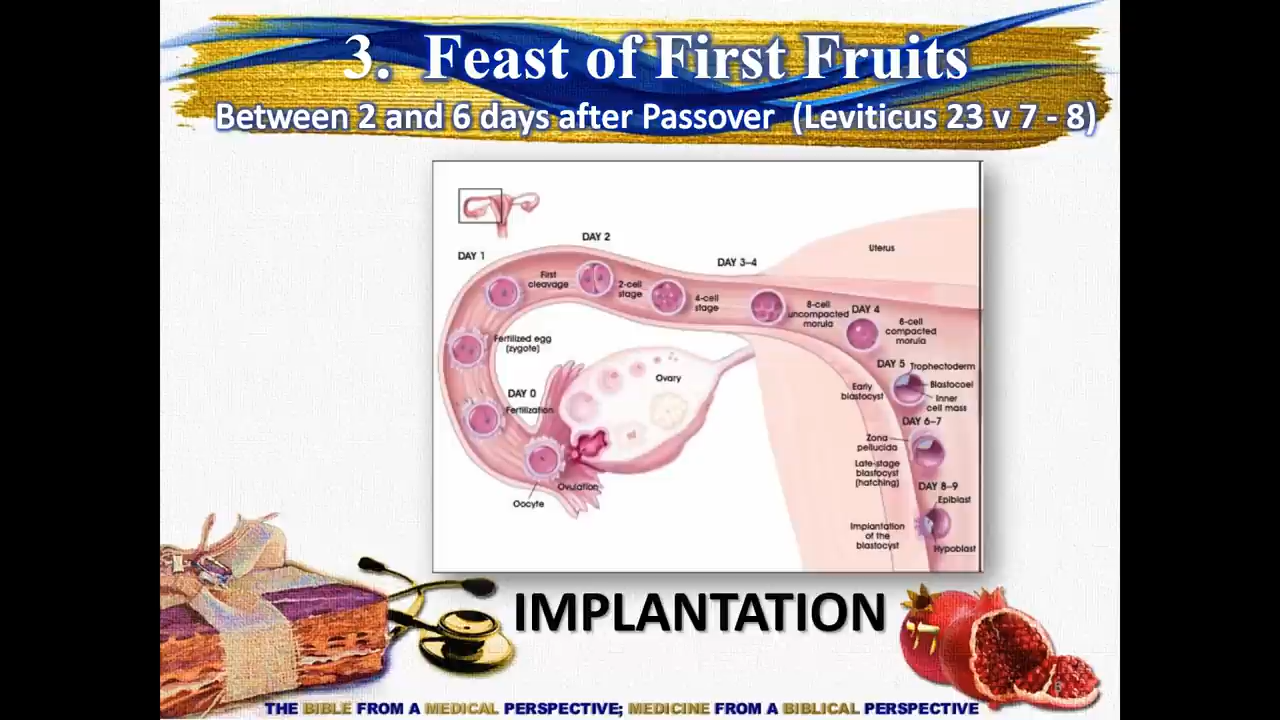 3. Feast of First Fruits
Between 2 and 6 days after Passover (Leviticus 23 v 7 - 8)
DAY 1
DAY 2
DAY 3–4
Uterus
First
cleavage
2-cell
stage
4-cell
stage
8-cell
uncompacted
morula
DAY 4
8-cell
compacted
morula
Fertilized egg
(zygote)
DAY 0
Fertilization
Ovary
DAY 5
Trophectoderm
Early
blastocyst
Blastocoel
Inner
cell mass
DAY 6–7
Zona
pellucida
Late-stage
blastocyst
(hatching)
DAY 8–9
Epiblast
Ovulation
Oocyte
Implantation
of the
blastocyst
Hypoblast
IMPLANTATION
THE BIBLE FROM A MEDICAL PERSPECTIVE; MEDICINE FROM A BIBLICAL PERSPECTIVE